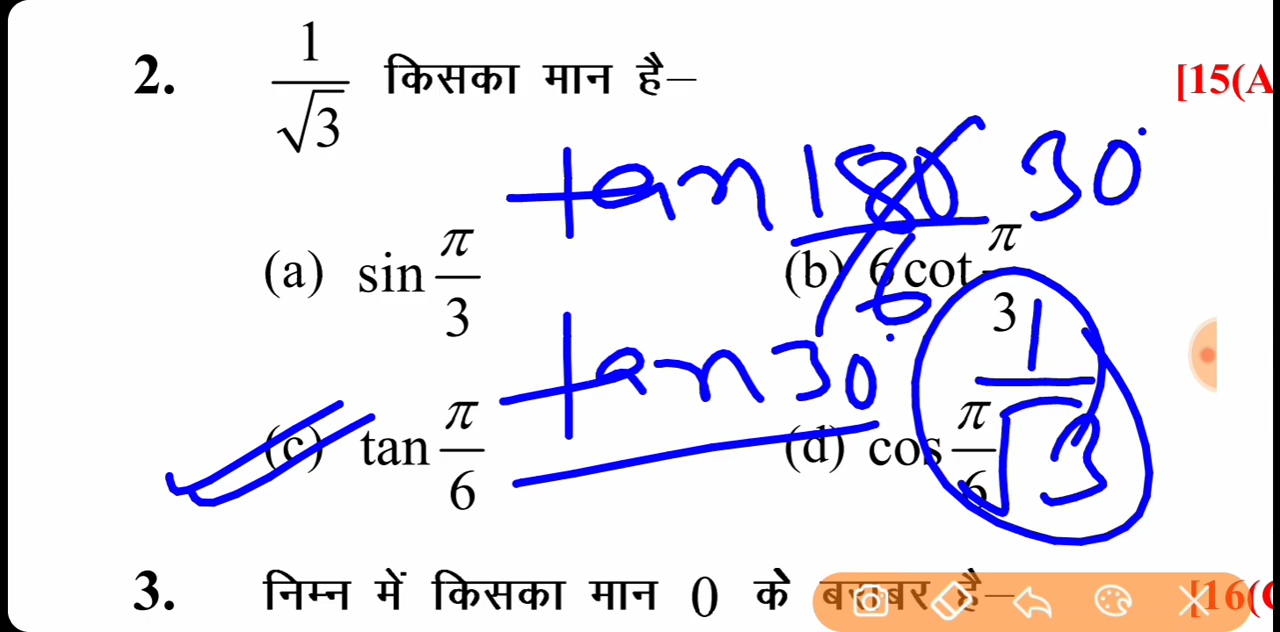 2. 1/√3 किसका मान है– [15(A
tan 180/6 30°
(a) sin π/3 (b) cot π/3
tan 30° 1/√3
(c) tan π/6 (d) cos π/6
3. निम्न में किसका मान 0 के बराबर है– [16(